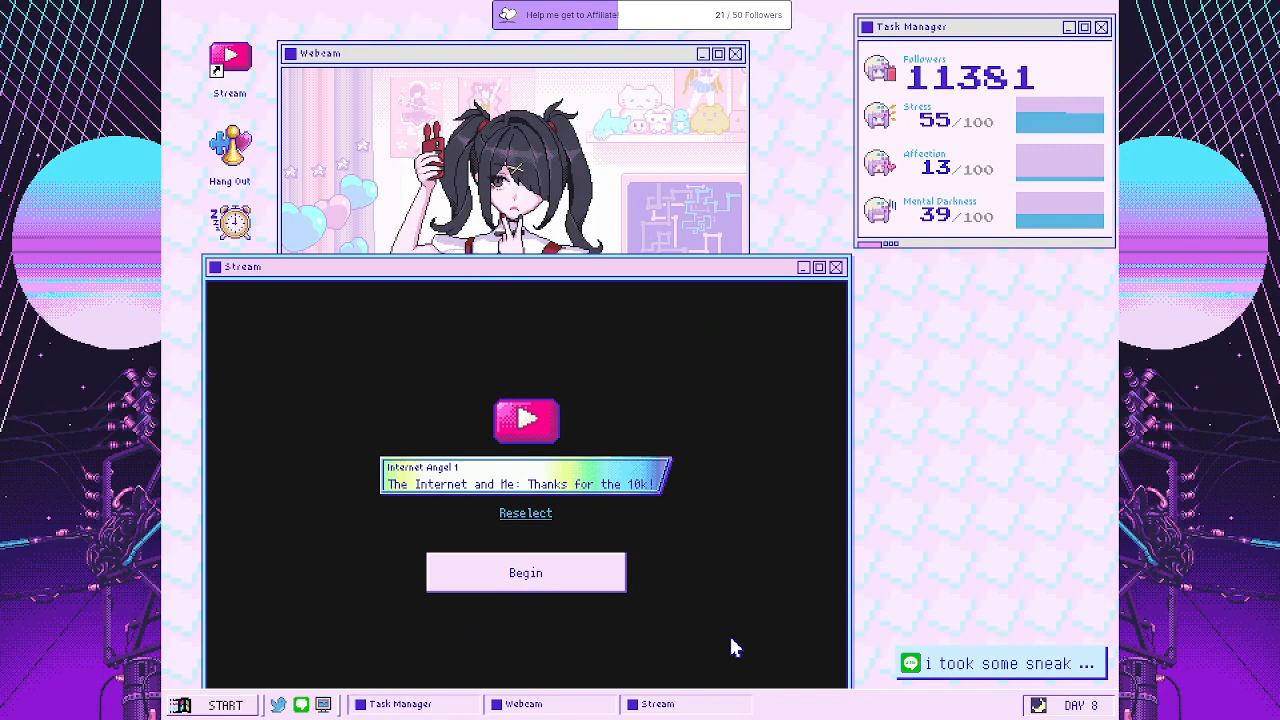 Help me get to Affiliate!
21 / 50 Followers
Stream
Hang Out
Webcam
Task Manager
Followers
11381
Stress
55/100
Affection
13/100
Mental Darkness
39/100
Stream
Internet Angel 1
The Internet and Me: Thanks for the 10k!
Reselect
Begin
i took some sneak ...
START
Task Manager
Webcam
Stream
DAY 8